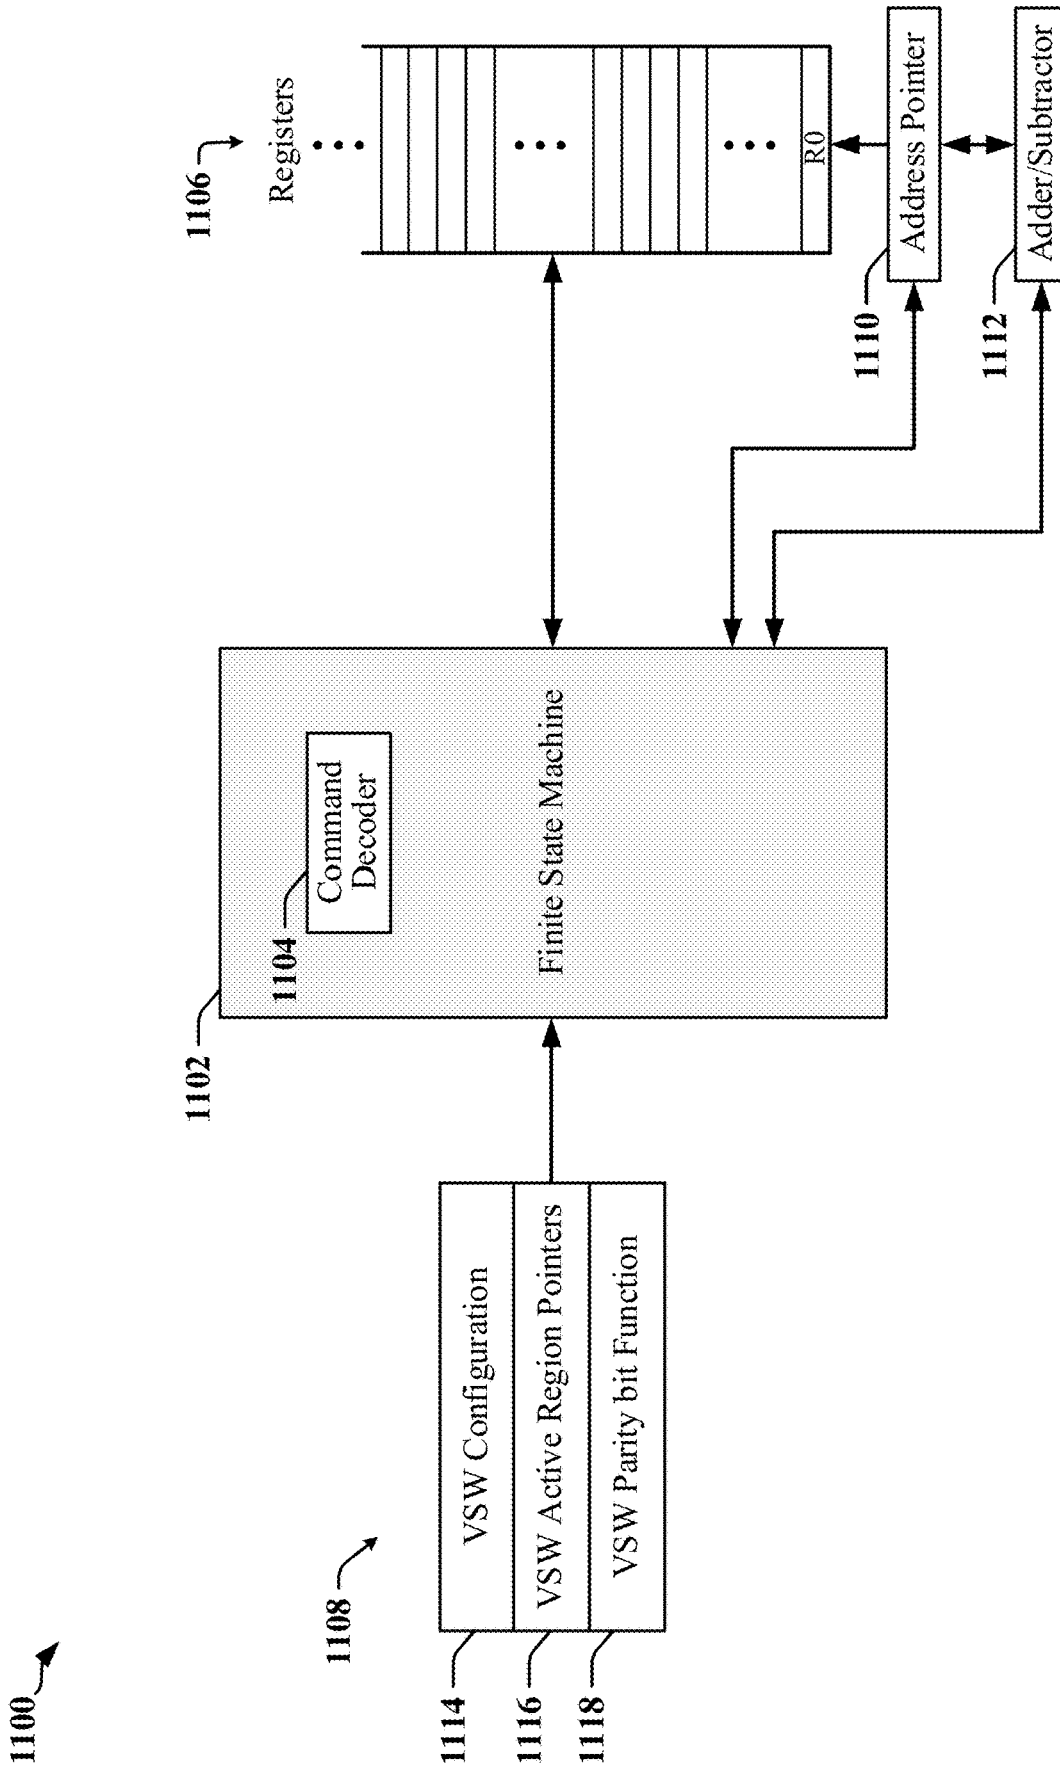 1100
1108
1114
VSW Configuration
1116
VSW Active Region Pointers
1118
VSW Parity bit Function
1102
1104
Command
Decoder
Finite State Machine
1106
Registers
R0
1110
Address Pointer
1112
Adder/Subtractor